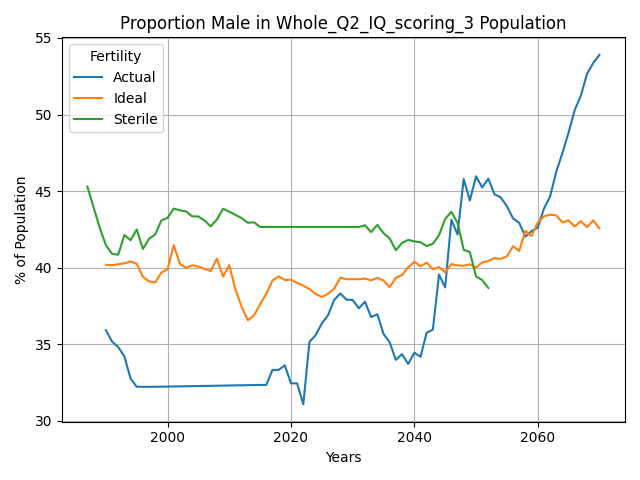 Proportion Male in Whole_Q2_IQ_scoring_3 Population
Fertility
Actual
Ideal
Sterile
% of Population
55
50
45
40
35
30
2000
2020
2040
2060
Years